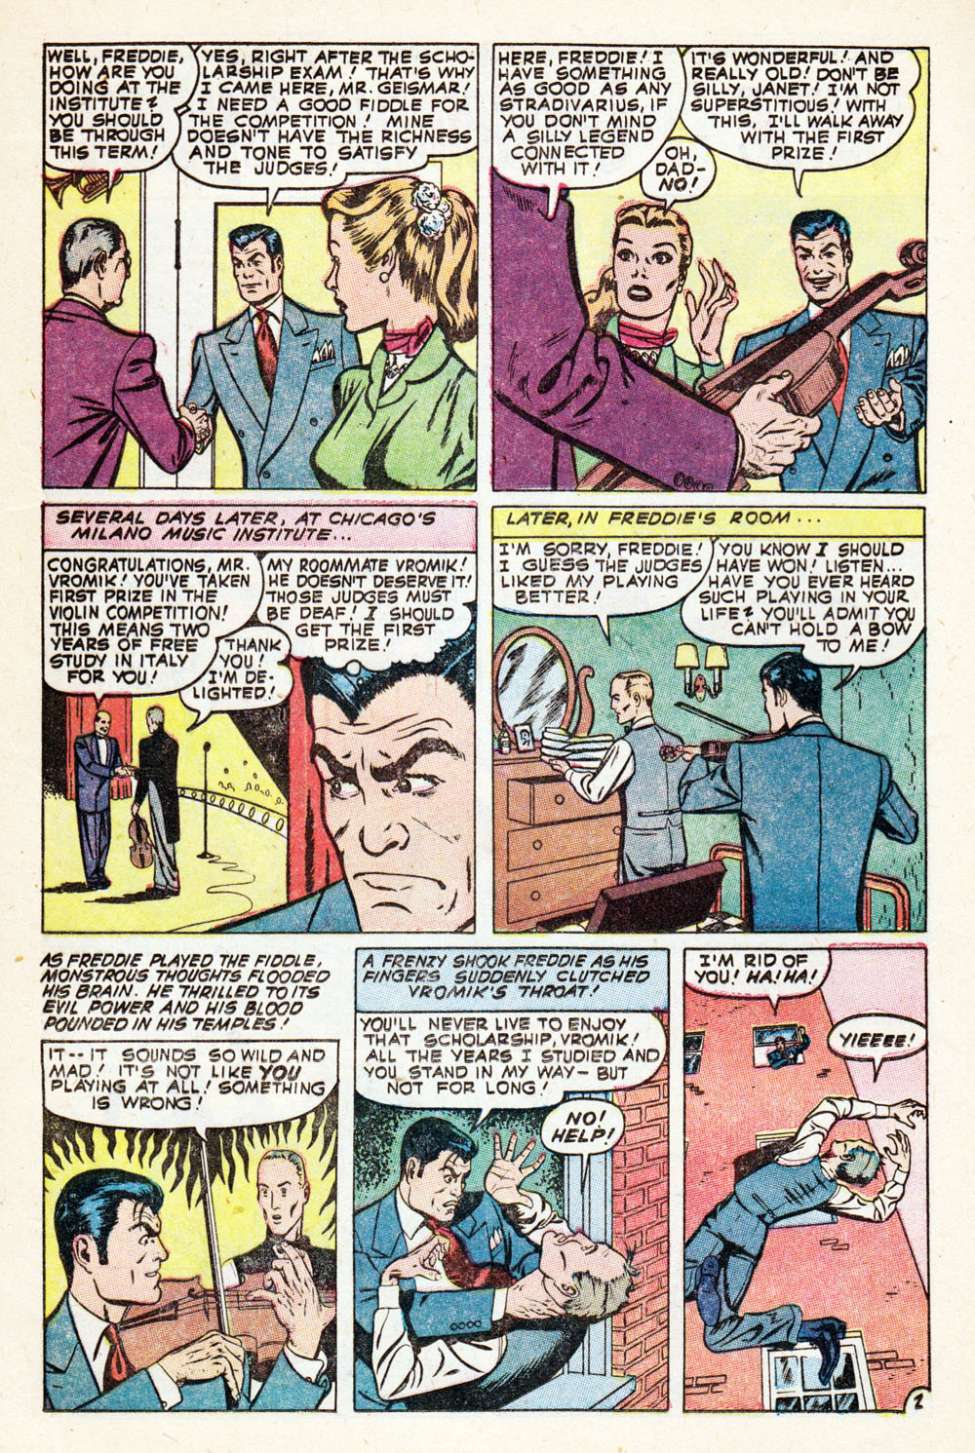 WELL, FREDDIE,
HOW ARE YOU
DOING AT THE
INSTITUTE?
YOU SHOULD
BE THROUGH
THIS TERM!
YES, RIGHT AFTER THE SCHO-
LARSHIP EXAM! THAT'S WHY
I CAME HERE, MR. GEISMAR!
I NEED A GOOD FIDDLE FOR
THE COMPETITION! MINE
DOESN'T HAVE THE RICHNESS
AND TONE TO SATISFY
THE JUDGES!
HERE, FREDDIE! I
HAVE SOMETHING
AS GOOD AS ANY
STRADIVARIUS, IF
YOU DON'T MIND
A SILLY LEGEND
CONNECTED
WITH IT!
OH,
DAD-
NO!
IT'S WONDERFUL! AND
REALLY OLD! DON'T BE
SILLY, JANET! I'M NOT
SUPERSTITIOUS! WITH
THIS, I'LL WALK AWAY
WITH THE FIRST
PRIZE!
SEVERAL DAYS LATER, AT CHICAGO'S
MILANO MUSIC INSTITUTE...
CONGRATULATIONS, MR.
VROMIK! YOU'VE TAKEN
FIRST PRIZE IN THE
VIOLIN COMPETITION!
THIS MEANS TWO
YEARS OF FREE
STUDY IN ITALY
FOR YOU!
THANK
YOU!
I'M DE-
LIGHTED!
MY ROOMMATE VROMIK!
HE DOESN'T DESERVE IT!
THOSE JUDGES MUST
BE DEAF! I SHOULD
GET THE FIRST
PRIZE!
LATER, IN FREDDIE'S ROOM...
I'M SORRY, FREDDIE!
I GUESS THE JUDGES
LIKED MY PLAYING
BETTER!
YOU KNOW I SHOULD
HAVE WON! LISTEN...
HAVE YOU EVER HEARD
SUCH PLAYING IN YOUR
LIFE? YOU'LL ADMIT YOU
CAN'T HOLD A BOW
TO ME!
AS FREDDIE PLAYED THE FIDDLE,
MONSTROUS THOUGHTS FLOODED
HIS BRAIN. HE THRILLED TO ITS
EVIL POWER AND HIS BLOOD
POUNDED IN HIS TEMPLES!
IT-- IT SOUNDS SO WILD AND
MAD! IT'S NOT LIKE YOU
PLAYING AT ALL! SOMETHING
IS WRONG!
A FRENZY SHOOK FREDDIE AS HIS
FINGERS SUDDENLY CLUTCHED
VROMIK'S THROAT!
YOU'LL NEVER LIVE TO ENJOY
THAT SCHOLARSHIP, VROMIK!
ALL THE YEARS I STUDIED AND
YOU STAND IN MY WAY- BUT
NOT FOR LONG!
NO!
HELP!
I'M RID OF
YOU! HA! HA!
YIEEEE!
2